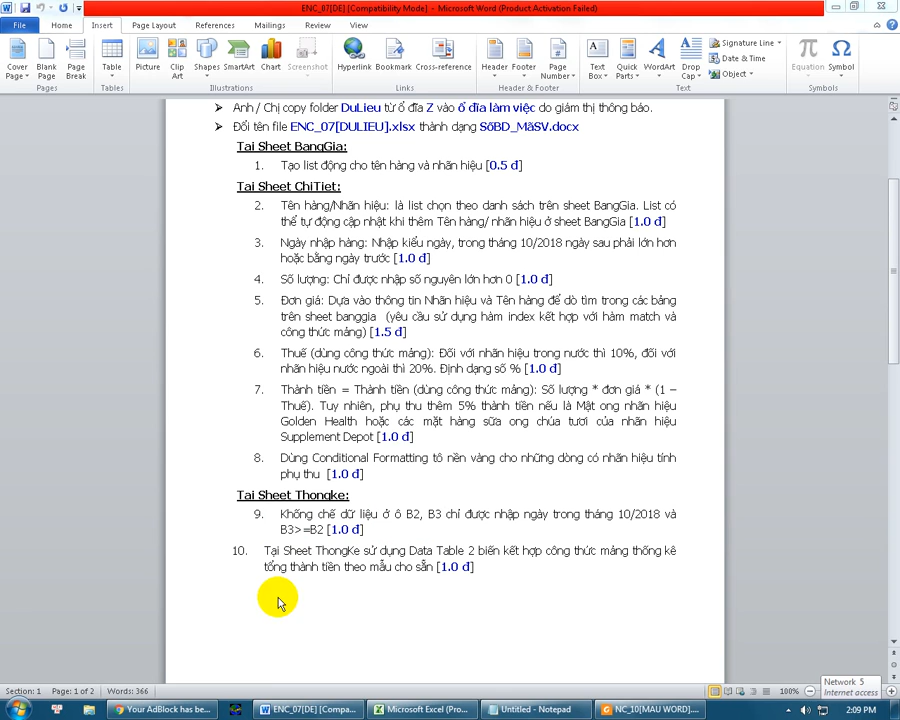 ENC_07[DE] [Compatibility Mode] - Microsoft Word (Product Activation Failed)
File Home Insert Page Layout References Mailings Review View
Cover Page Blank Page Page Break Table Picture Clip Art Shapes SmartArt Chart Screenshot Hyperlink Bookmark Cross-reference Header Footer Page Number Text Box Quick Parts WordArt Drop Cap Signature Line Date & Time Object Equation Symbol
Pages Tables Illustrations Links Header & Footer Text Symbols
Anh / Chị copy folder DuLieu từ ổ đĩa Z vào ổ đĩa làm việc do giám thị thông báo.
Đổi tên file ENC_07[DULIEU].xlsx thành dạng SốBD_MãSV.docx
Tai Sheet BangGia:
1. Tạo list động cho tên hàng và nhãn hiệu [0.5 đ]
Tai Sheet ChiTiet:
2. Tên hàng/Nhãn hiệu: là list chọn theo danh sách trên sheet BangGia. List có
thể tự động cập nhật khi thêm Tên hàng/ nhãn hiệu ở sheet BangGia [1.0 đ]
3. Ngày nhập hàng: Nhập kiểu ngày, trong tháng 10/2018 ngày sau phải lớn hơn
hoặc bằng ngày trước [1.0 đ]
4. Số lượng: Chỉ được nhập số nguyên lớn hơn 0 [1.0 đ]
5. Đơn giá: Dựa vào thông tin Nhãn hiệu và Tên hàng để dò tìm trong các bảng
trên sheet banggia (yêu cầu sử dụng hàm index kết hợp với hàm match và
công thức mảng) [1.5 đ]
6. Thuế (dùng công thức mảng): Đối với nhãn hiệu trong nước thì 10%, đối với
nhãn hiệu nước ngoài thì 20%. Định dạng số % [1.0 đ]
7. Thành tiền = Thành tiền (dùng công thức mảng): Số lượng * đơn giá * (1 –
Thuế). Tuy nhiên, phụ thu thêm 5% thành tiền nếu là Mật ong nhãn hiệu
Golden Health hoặc các mặt hàng sữa ong chúa tươi của nhãn hiệu
Supplement Depot [1.0 đ]
8. Dùng Conditional Formatting tô nền vàng cho những dòng có nhãn hiệu tính
phụ thu [1.0 đ]
Tai Sheet Thongke:
9. Khống chế dữ liệu ở ô B2, B3 chỉ được nhập ngày trong tháng 10/2018 và
B3>=B2 [1.0 đ]
10. Tại Sheet ThongKe sử dụng Data Table 2 biến kết hợp công thức mảng thống kê
tổng thành tiền theo mẫu cho sẵn [1.0 đ]
Section: 1 Page: 1 of 2 Words: 366 100%
Network 5
Internet access
Your AdBlock has be... ENC_07[DE] [Compa... Microsoft Excel (Pro... Untitled - Notepad NC_10[MAU WORD].... 2:09 PM